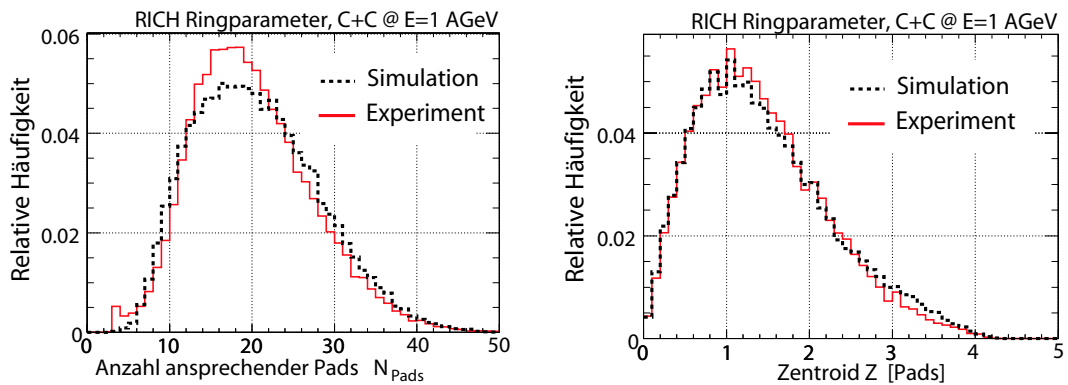 RICH Ringparameter, C+C @ E=1 AGeV
Relative Häufigkeit
0.06
0.04
0.02
0
Simulation
Experiment
0 10 20 30 40 50
Anzahl ansprechender Pads N_Pads
RICH Ringparameter, C+C @ E=1 AGeV
Relative Häufigkeit
0.04
0.02
0
Simulation
Experiment
0 1 2 3 4 5
Zentroid Z [Pads]